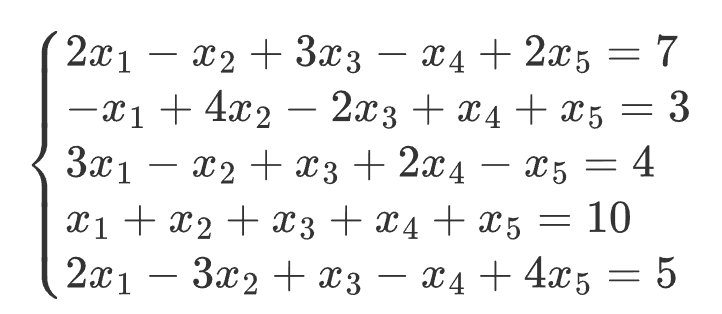 2x₁ − x₂ + 3x₃ − x₄ + 2x₅ = 7
−x₁ + 4x₂ − 2x₃ + x₄ + x₅ = 3
3x₁ − x₂ + x₃ + 2x₄ − x₅ = 4
x₁ + x₂ + x₃ + x₄ + x₅ = 10
2x₁ − 3x₂ + x₃ − x₄ + 4x₅ = 5